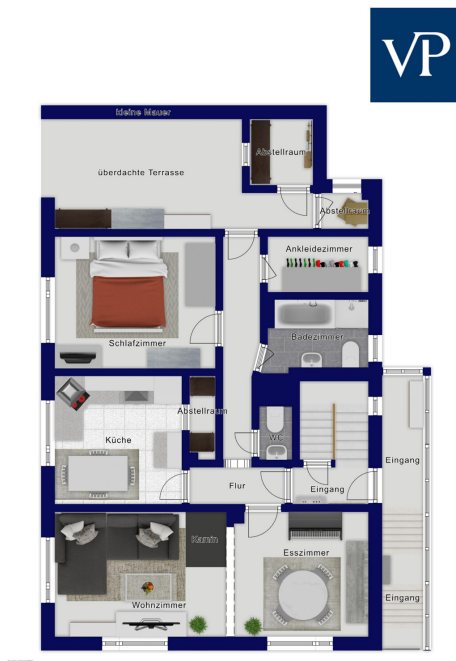 VP
kleine Mauer
Abstellraum
überdachte Terrasse
Abstellraum
Ankleidezimmer
Schlafzimmer
Badezimmer
Abstellraum
Küche
WC
Eingang
Flur
Eingang
Kamin
Esszimmer
Wohnzimmer
Eingang